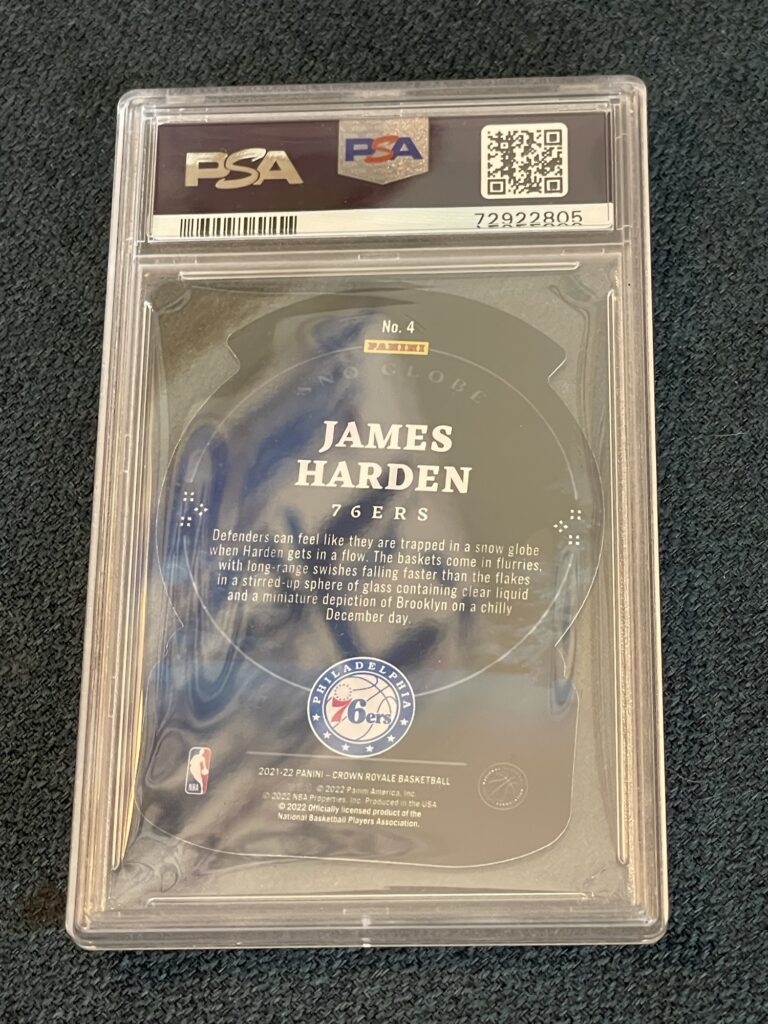 PSA
PSA
72922805
No. 4
PANINI
SNO GLOBE
JAMES
HARDEN
76ERS
Defenders can feel like they are trapped in a snow globe
when Harden gets in a flow. The baskets come in flurries,
with long-range swishes falling faster than the flakes
in a stirred-up sphere of glass containing clear liquid
and a miniature depiction of Brooklyn on a chilly
December day.
PHILADELPHIA
76ers
NBA
2021-22 PANINI – CROWN ROYALE BASKETBALL
© 2022 Panini America, Inc.
© 2022 NBA Properties, Inc. Produced in the USA
© 2022 Officially licensed product of the
National Basketball Players Association.